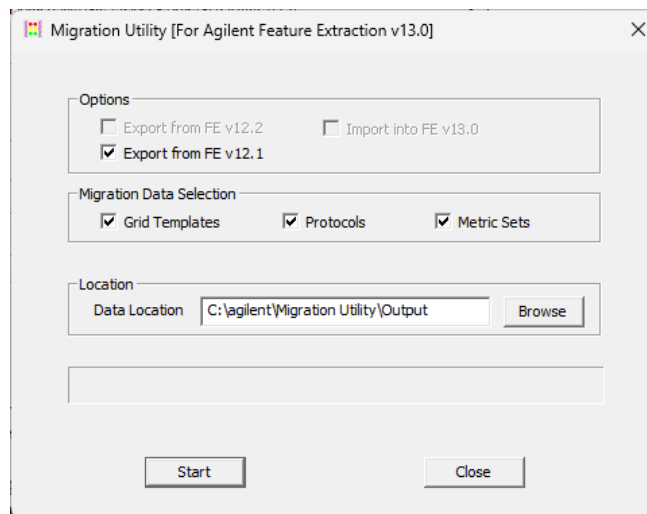 Migration Utility [For Agilent Feature Extraction v13.0]
Options
Export from FE v12.2 Import into FE v13.0
Export from FE v12.1
Migration Data Selection
Grid Templates Protocols Metric Sets
Location
Data Location C:\agilent\Migration Utility\Output Browse
Start Close